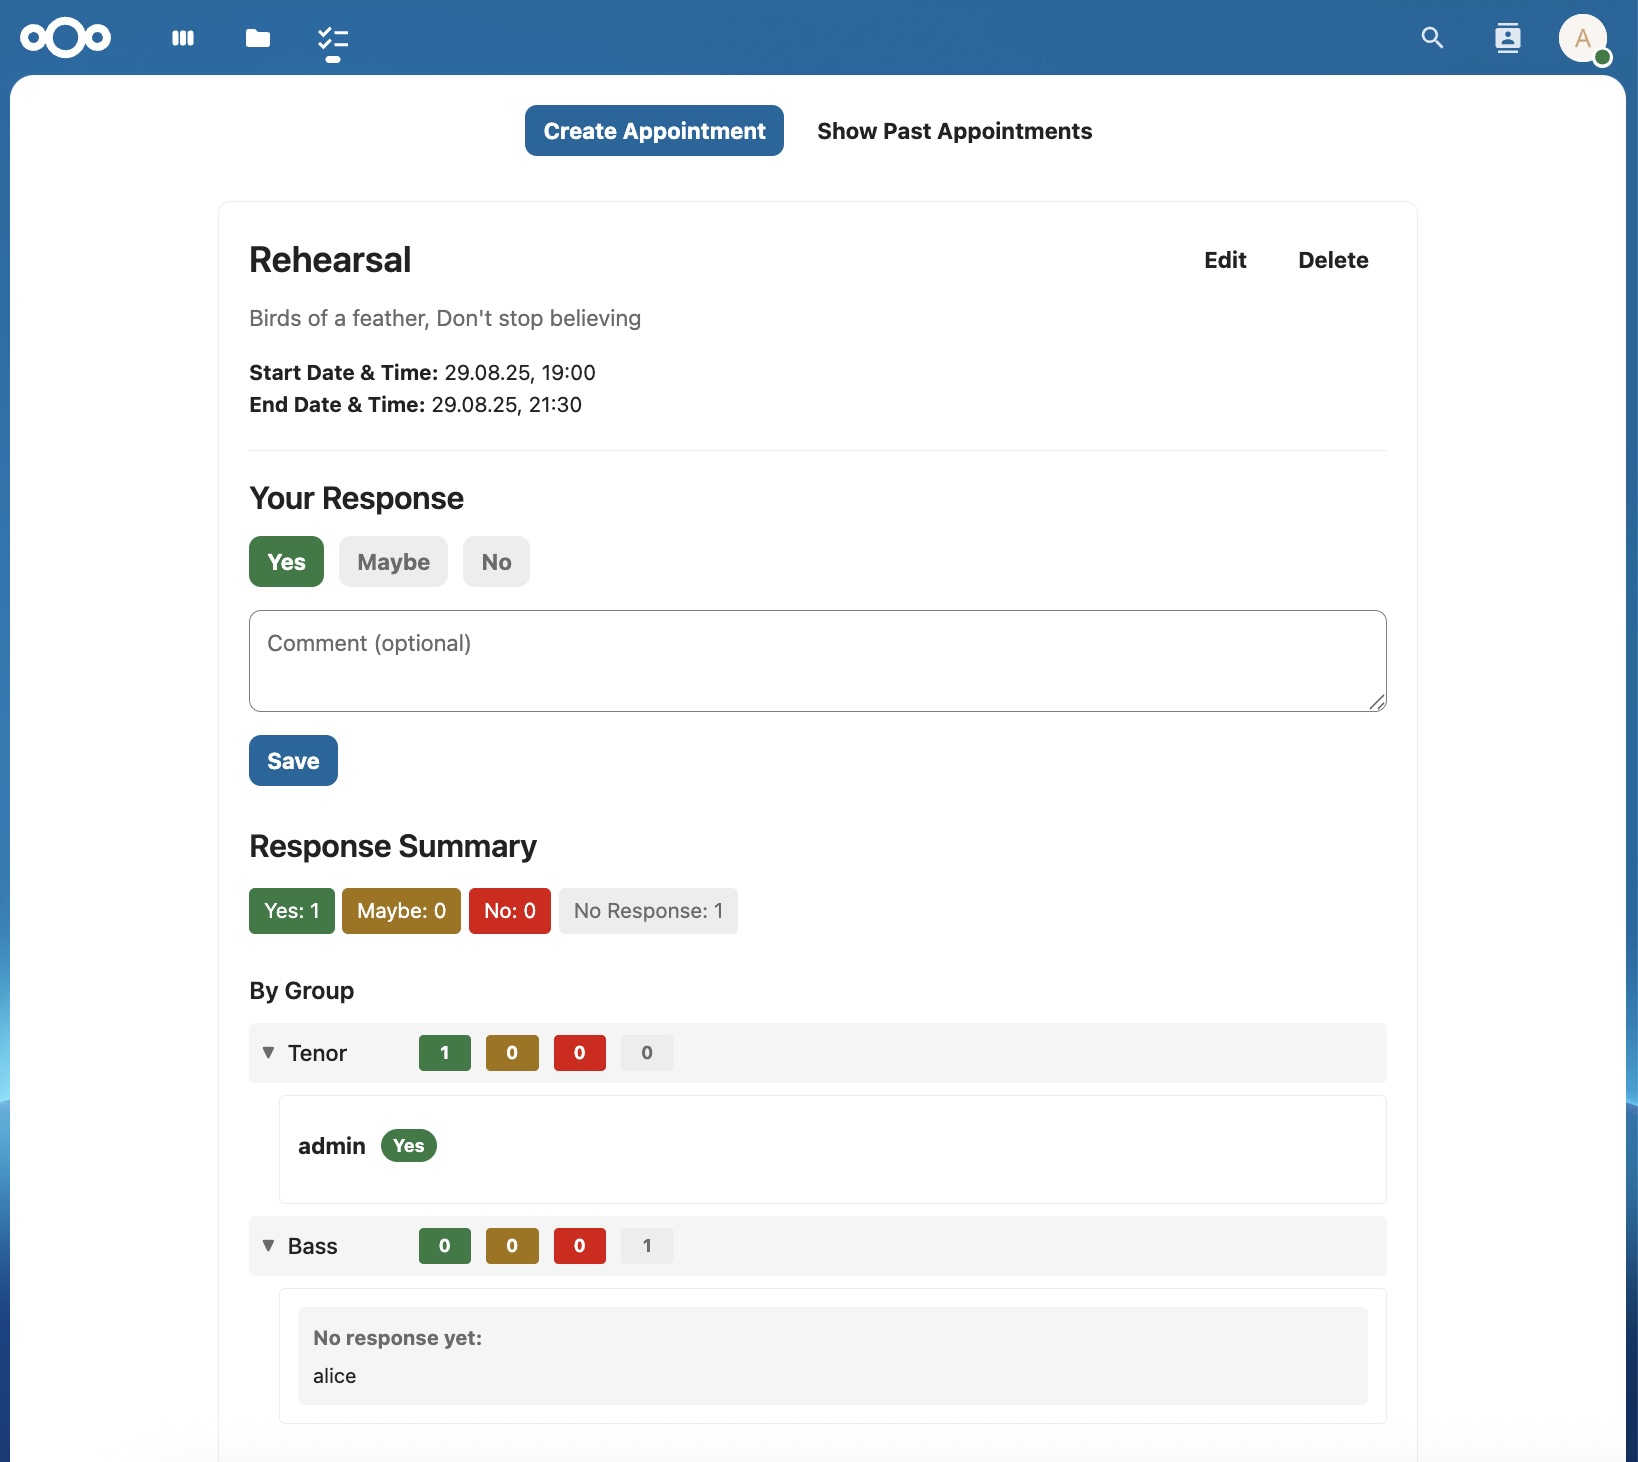 A
Create Appointment Show Past Appointments
Rehearsal Edit Delete
Birds of a feather, Don't stop believing
Start Date & Time: 29.08.25, 19:00
End Date & Time: 29.08.25, 21:30
Your Response
Yes Maybe No
Comment (optional)
Save
Response Summary
Yes: 1 Maybe: 0 No: 0 No Response: 1
By Group
Tenor 1 0 0 0
admin Yes
Bass 0 0 0 1
No response yet:
alice